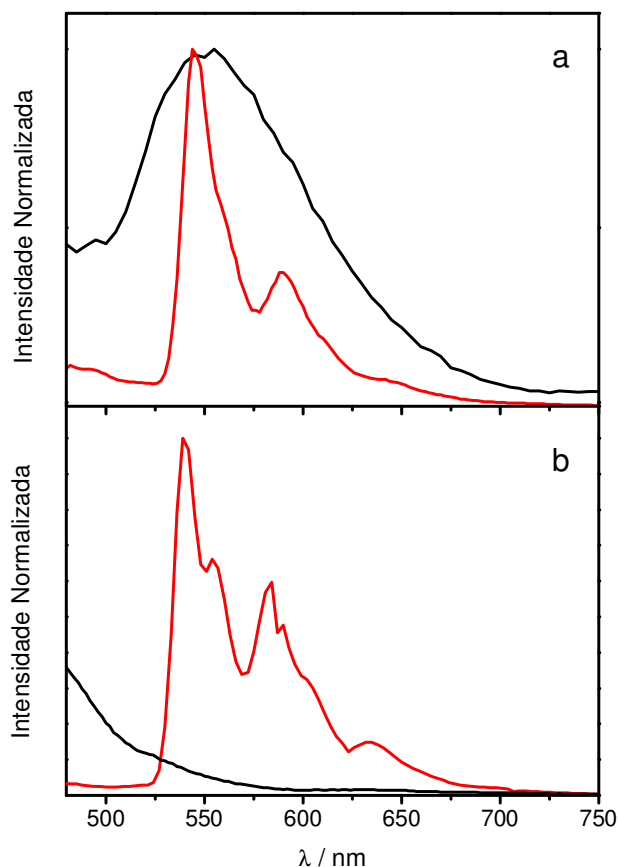 a
Intensidade Normalizada
b
Intensidade Normalizada
500 550 600 650 700 750
λ / nm